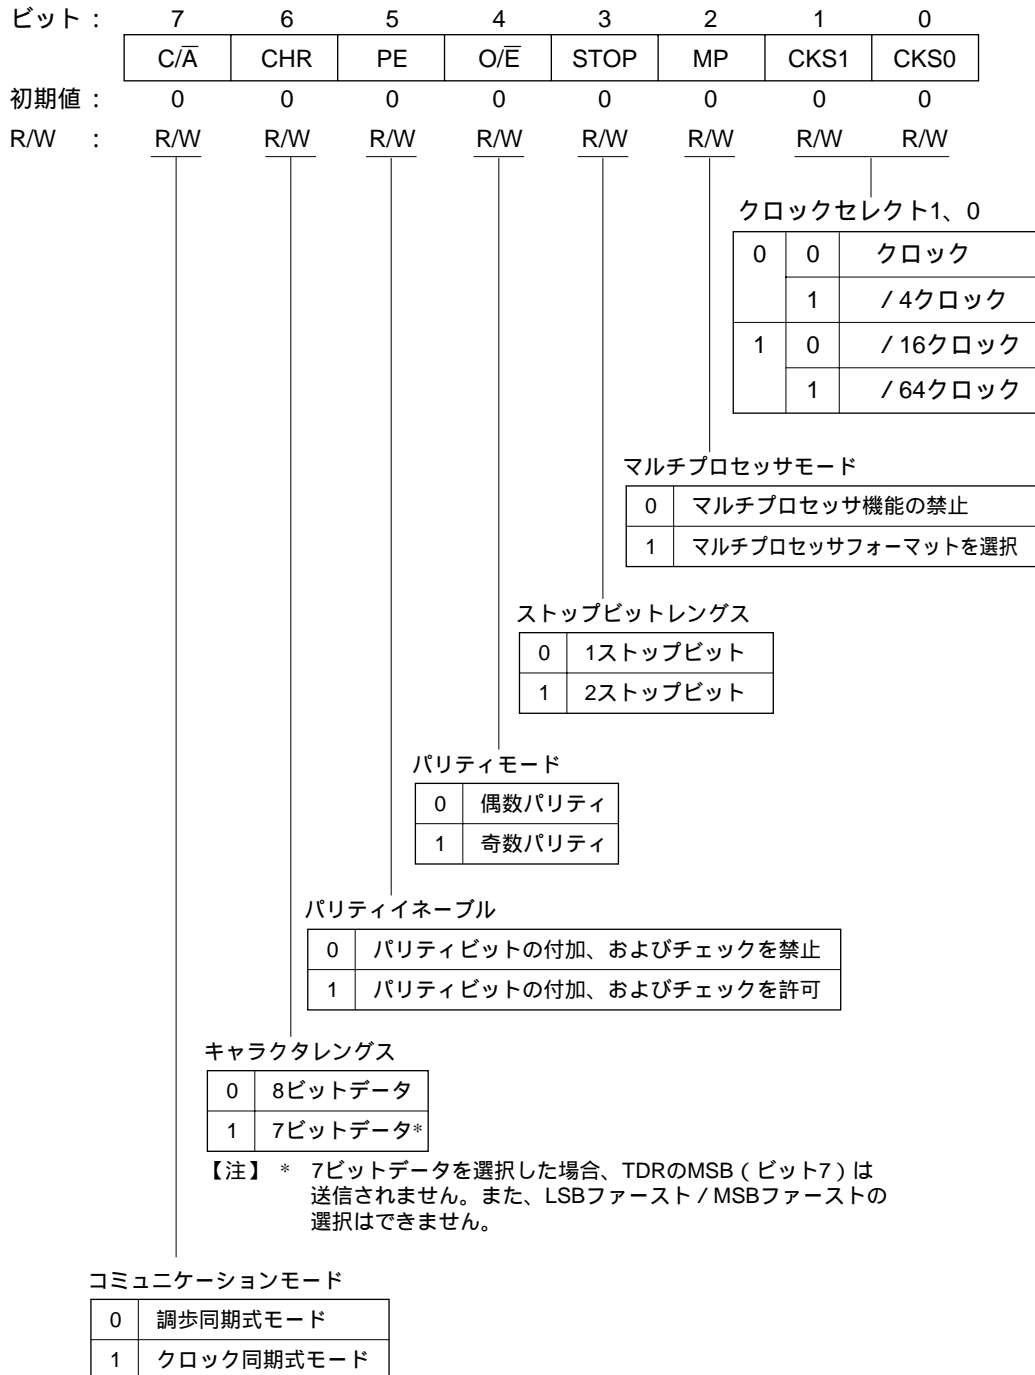 ビット： 7 6 5 4 3 2 1 0
C/A̅ CHR PE O/E̅ STOP MP CKS1 CKS0
初期値： 0 0 0 0 0 0 0 0
R/W ： R/W R/W R/W R/W R/W R/W R/W R/W
クロックセレクト1、0
0 0 クロック
1 / 4クロック
1 0 / 16クロック
1 / 64クロック
マルチプロセッサモード
0 マルチプロセッサ機能の禁止
1 マルチプロセッサフォーマットを選択
ストップビットレングス
0 1ストップビット
1 2ストップビット
パリティモード
0 偶数パリティ
1 奇数パリティ
パリティイネーブル
0 パリティビットの付加、およびチェックを禁止
1 パリティビットの付加、およびチェックを許可
キャラクタレングス
0 8ビットデータ
1 7ビットデータ*
【注】 * 7ビットデータを選択した場合、TDRのMSB（ビット7）は
送信されません。また、LSBファースト / MSBファーストの
選択はできません。
コミュニケーションモード
0 調歩同期式モード
1 クロック同期式モード